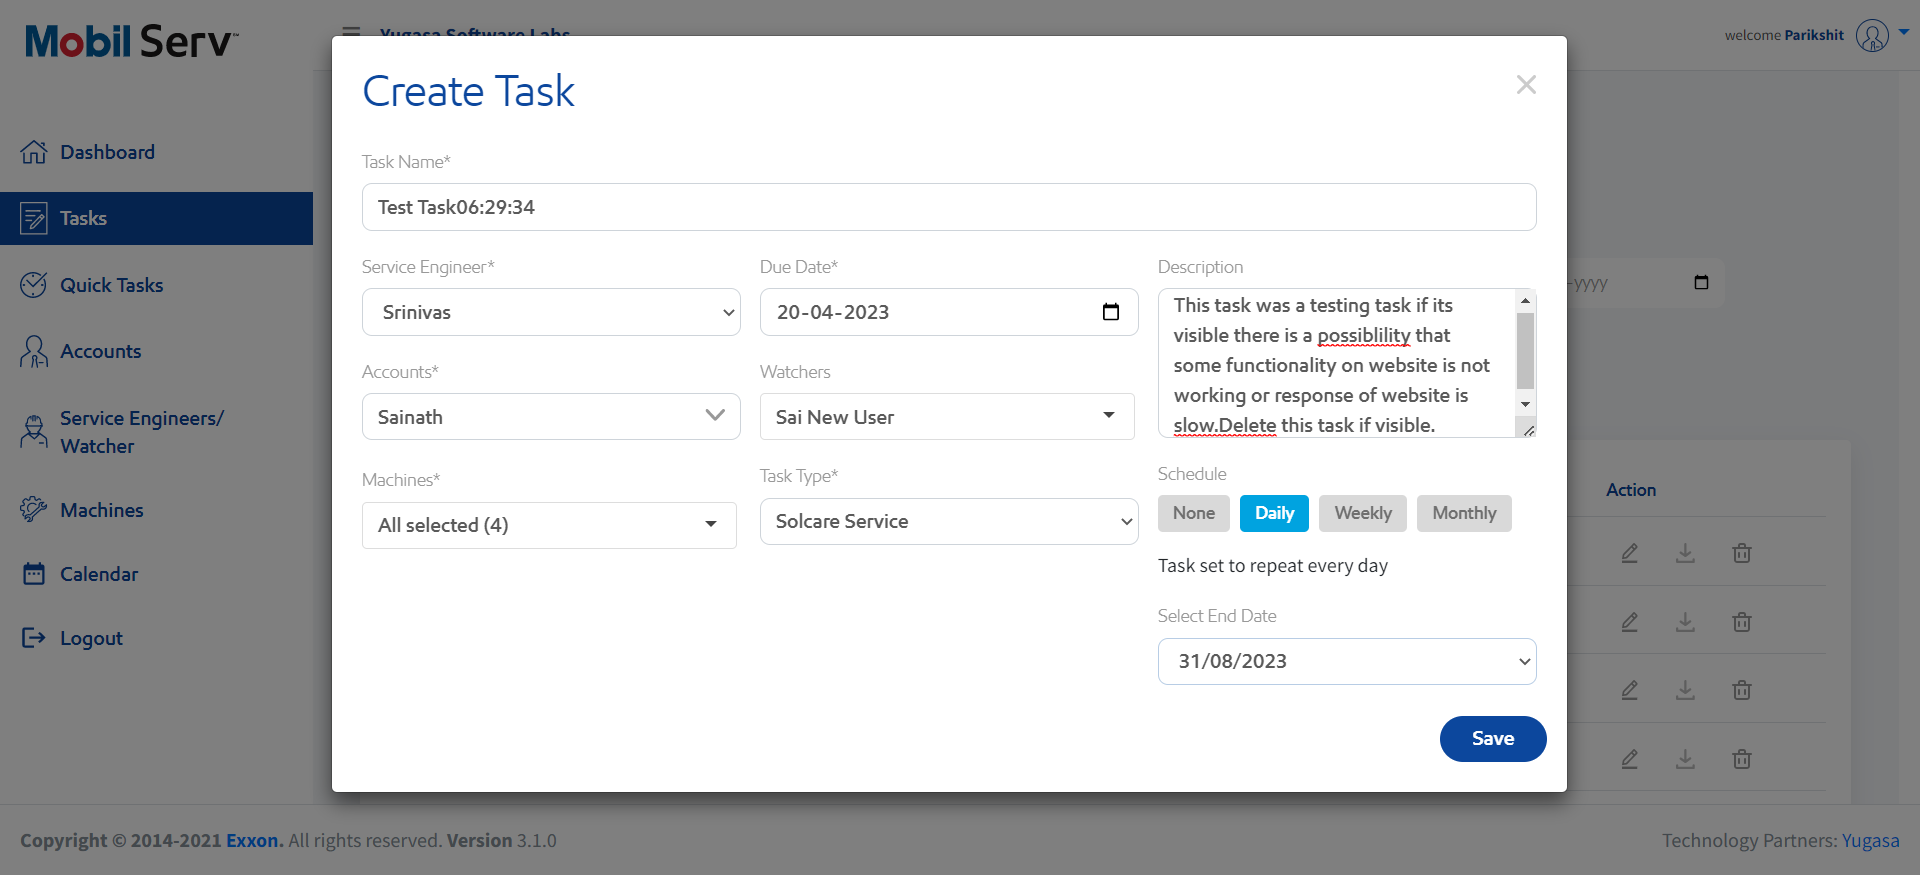 Mobil Serv™
Yugasa Software Labs
welcome Parikshit
Dashboard
Tasks
Quick Tasks
Accounts
Service Engineers/
Watcher
Machines
Calendar
Logout
Create Task
Task Name*
Test Task06:29:34
Service Engineer*
Srinivas
Due Date*
20-04-2023
Description
This task was a testing task if its
visible there is a possiblility that
some functionality on website is not
working or response of website is
slow.Delete this task if visible.
Accounts*
Sainath
Watchers
Sai New User
Machines*
All selected (4)
Task Type*
Solcare Service
Schedule
None Daily Weekly Monthly
Task set to repeat every day
Select End Date
31/08/2023
Save
-yyyy
Action
Copyright © 2014-2021 Exxon. All rights reserved. Version 3.1.0
Technology Partners: Yugasa